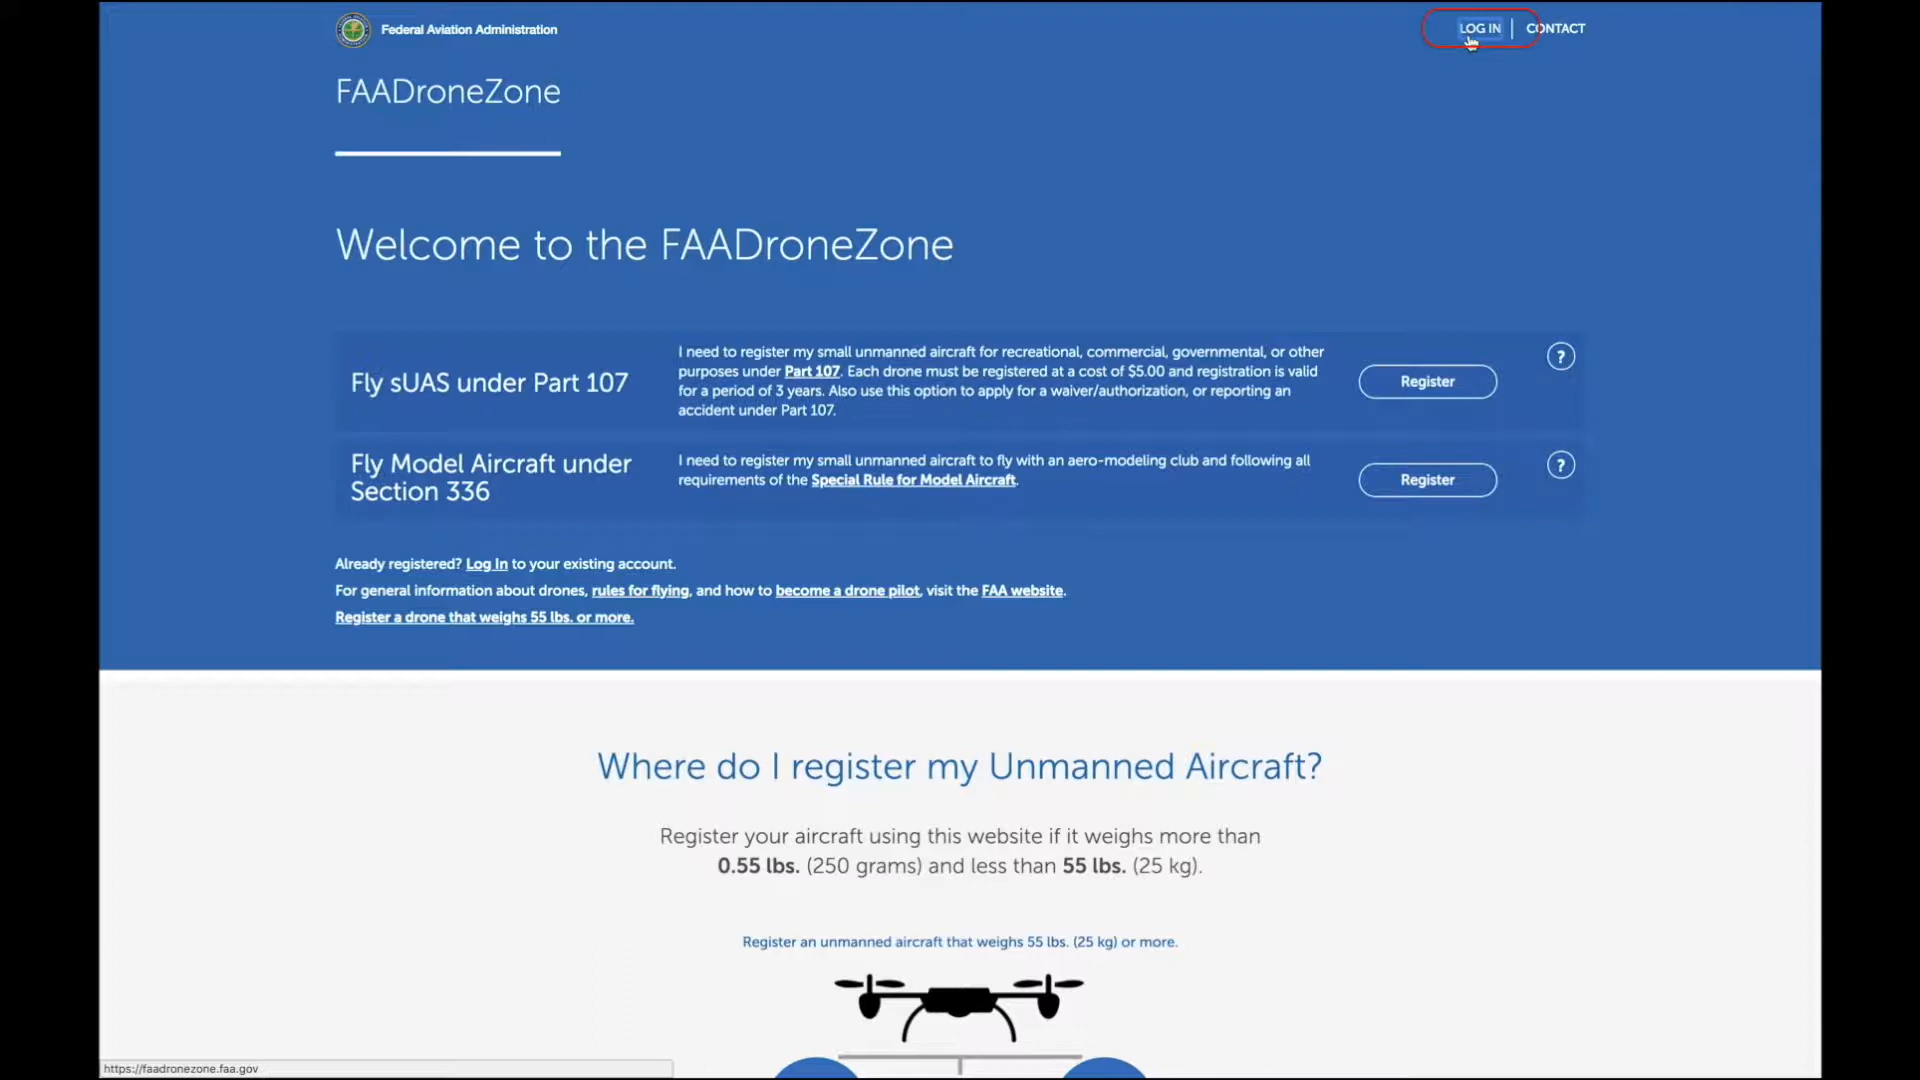 Federal Aviation Administration
LOG IN CONTACT
FAADroneZone
Welcome to the FAADroneZone
Fly sUAS under Part 107
I need to register my small unmanned aircraft for recreational, commercial, governmental, or other
purposes under Part 107. Each drone must be registered at a cost of $5.00 and registration is valid
for a period of 3 years. Also use this option to apply for a waiver/authorization, or reporting an
accident under Part 107.
Register
?
Fly Model Aircraft under
Section 336
I need to register my small unmanned aircraft to fly with an aero-modeling club and following all
requirements of the Special Rule for Model Aircraft.
Register
?
Already registered? Log In to your existing account.
For general information about drones, rules for flying, and how to become a drone pilot, visit the FAA website.
Register a drone that weighs 55 lbs. or more.
Where do I register my Unmanned Aircraft?
Register your aircraft using this website if it weighs more than
0.55 lbs. (250 grams) and less than 55 lbs. (25 kg).
Register an unmanned aircraft that weighs 55 lbs. (25 kg) or more.
https://faadronezone.faa.gov